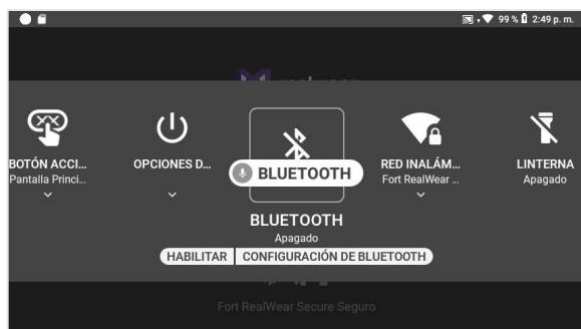 99 % 2:49 p. m.
BOTÓN ACCI...
Pantalla Princi...
OPCIONES D...
BLUETOOTH
RED INALÁM...
Fort RealWear ...
LINTERNA
Apagado
BLUETOOTH
Apagado
HABILITAR CONFIGURACIÓN DE BLUETOOTH
Fort RealWear Secure Seguro